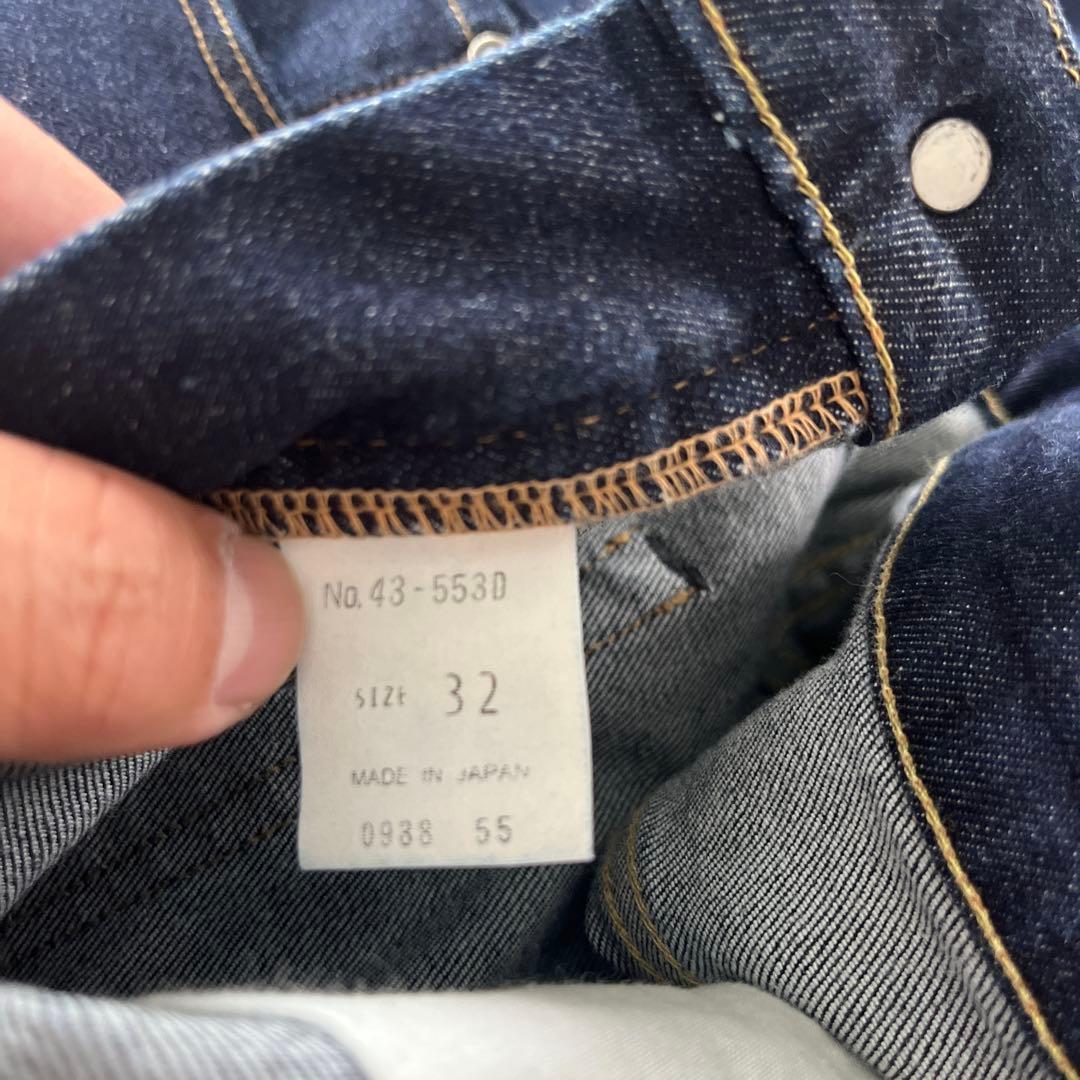 No. 43-553D
SIZE 32
MADE IN JAPAN
0938 55